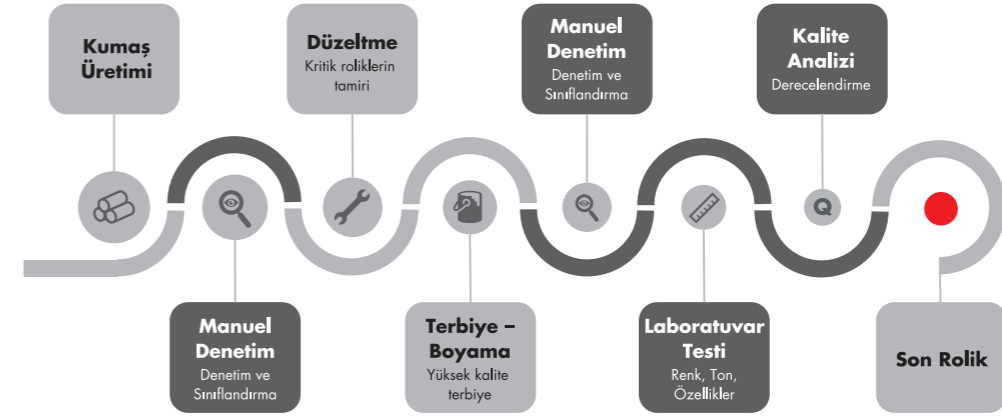 Kumaş
Üretimi
Manuel
Denetim
Denetim ve
Sınıflandırma
Düzeltme
Kritik roliklerin
tamiri
Terbiye –
Boyama
Yüksek kalite
terbiye
Manuel
Denetim
Denetim ve
Sınıflandırma
Laboratuvar
Testi
Renk, Ton,
Özellikler
Kalite
Analizi
Derecelendirme
Q
Son Rolik